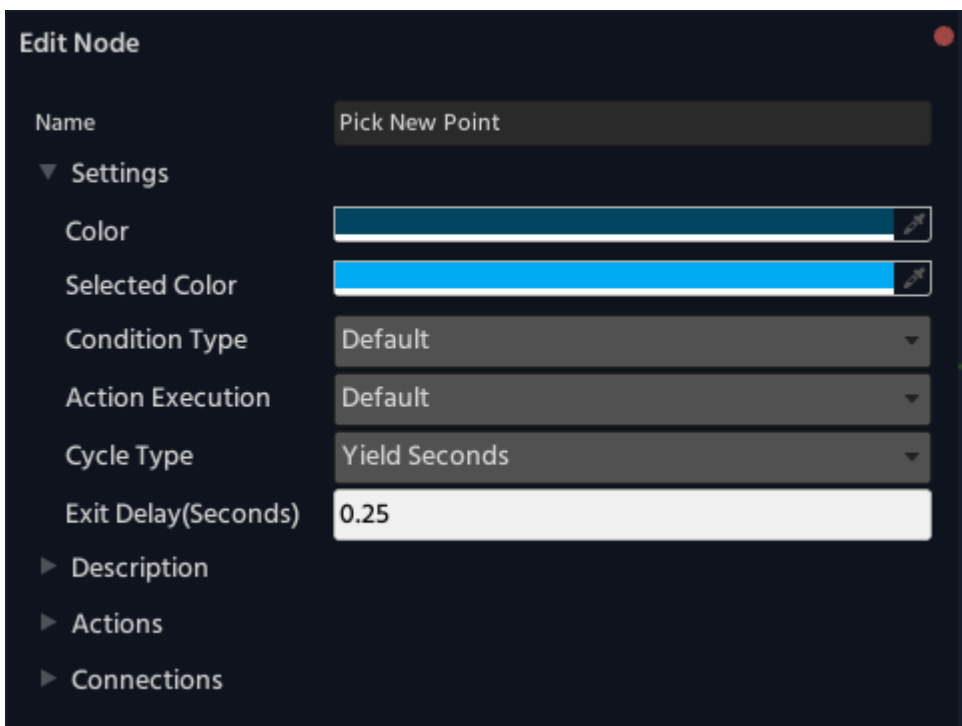 Edit Node
Name Pick New Point
Settings
Color
Selected Color
Condition Type Default
Action Execution Default
Cycle Type Yield Seconds
Exit Delay(Seconds) 0.25
Description
Actions
Connections